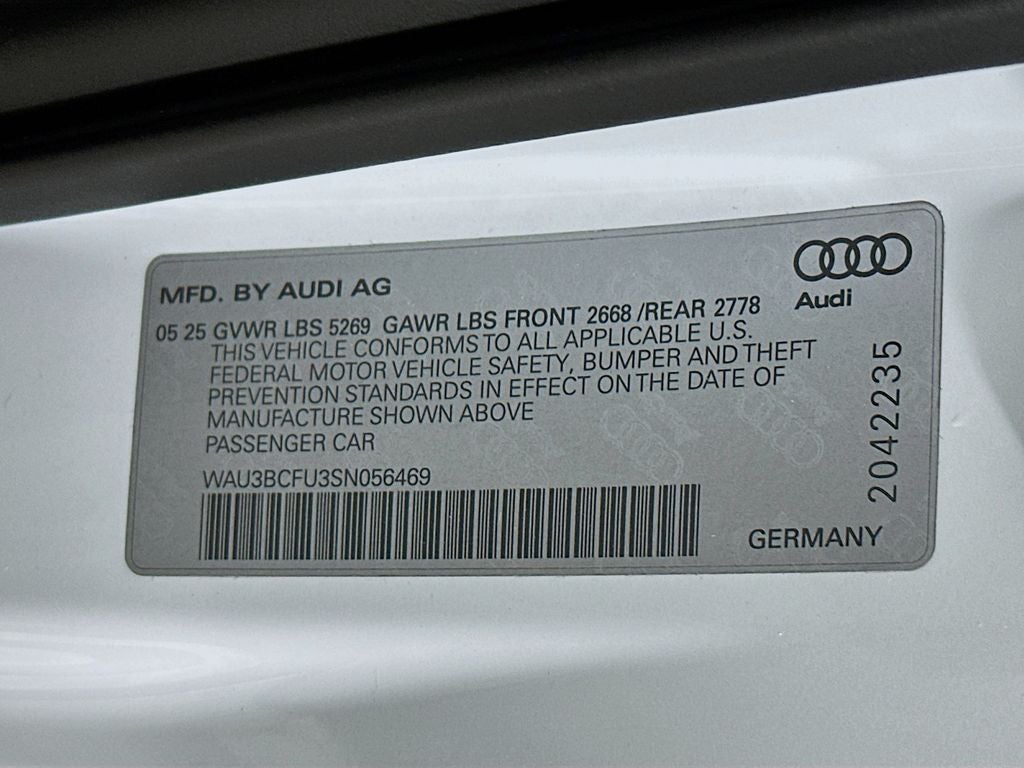 MFD. BY AUDI AG
Audi
05 25 GVWR LBS 5269 GAWR LBS FRONT 2668 /REAR 2778
THIS VEHICLE CONFORMS TO ALL APPLICABLE U.S.
FEDERAL MOTOR VEHICLE SAFETY, BUMPER AND THEFT
PREVENTION STANDARDS IN EFFECT ON THE DATE OF
MANUFACTURE SHOWN ABOVE
PASSENGER CAR
WAU3BCFU3SN056469
2042235
GERMANY